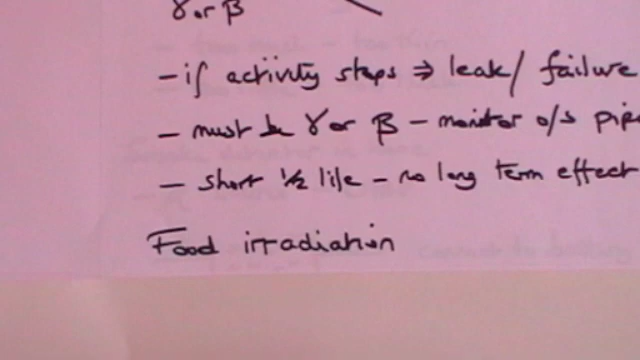 γ or β
- if activity stops ⇒ leak/ failure
- must be γ or β - monitor o/s pipe
- short ½ life - no long term effect
Food irradiation